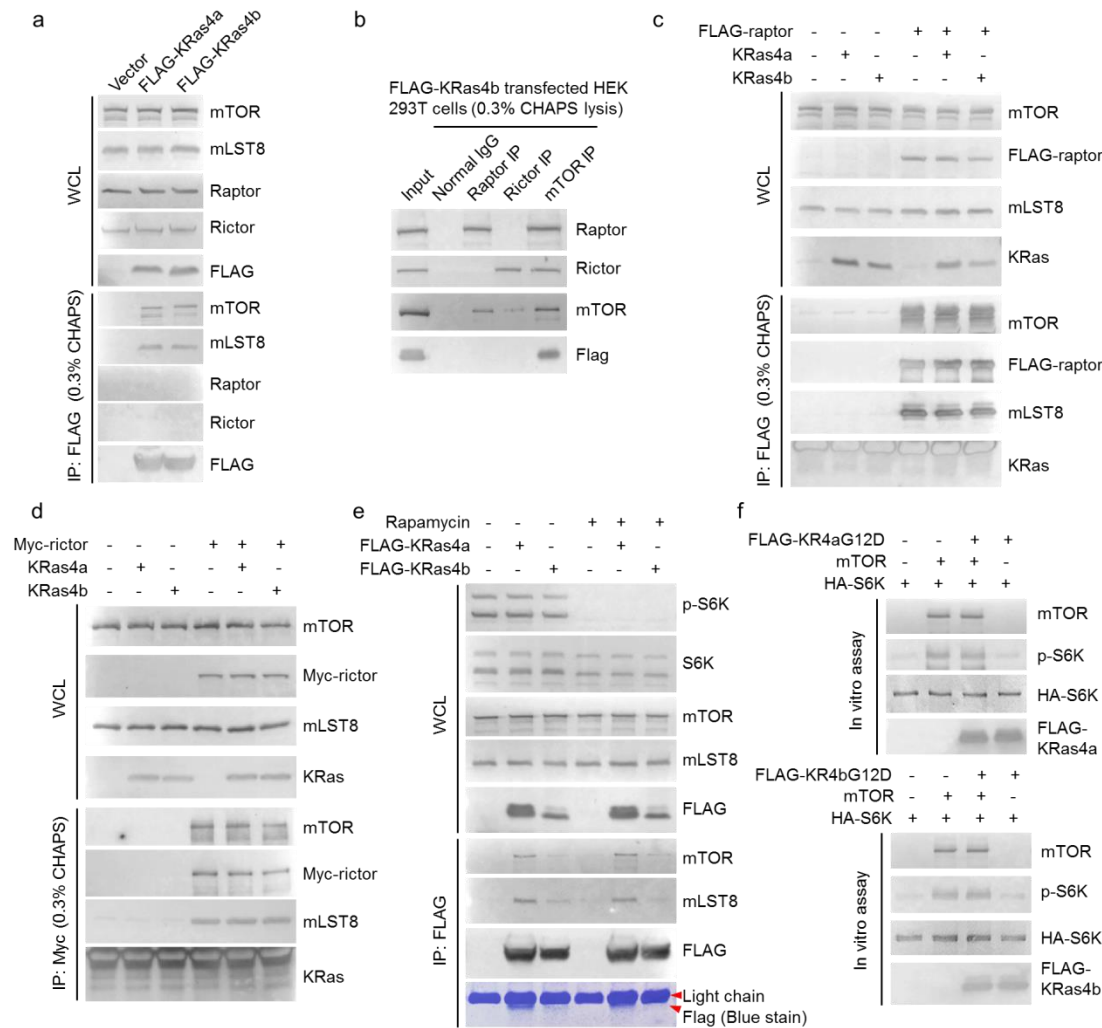 a
Vector
FLAG-KRas4a
FLAG-KRas4b
WCL
mTOR
mLST8
Raptor
Rictor
FLAG
IP: FLAG (0.3% CHAPS)
mTOR
mLST8
Raptor
Rictor
FLAG
b
FLAG-KRas4b transfected HEK
293T cells (0.3% CHAPS lysis)
Input
Normal IgG
Raptor IP
Rictor IP
mTOR IP
Raptor
Rictor
mTOR
Flag
c
FLAG-raptor - - - + + +
KRas4a - + - - + -
KRas4b - - + - - +
WCL
mTOR
FLAG-raptor
mLST8
KRas
IP: FLAG (0.3% CHAPS)
mTOR
FLAG-raptor
mLST8
KRas
d
Myc-rictor - - - + + +
KRas4a - + - - + -
KRas4b - - + - - +
WCL
mTOR
Myc-rictor
mLST8
KRas
IP: Myc (0.3% CHAPS)
mTOR
Myc-rictor
mLST8
KRas
e
Rapamycin - - - + + +
FLAG-KRas4a - + - - + -
FLAG-KRas4b - - + - - +
WCL
p-S6K
S6K
mTOR
mLST8
FLAG
IP: FLAG
mTOR
mLST8
FLAG
Light chain
Flag (Blue stain)
f
FLAG-KR4aG12D - - + +
mTOR - + + -
HA-S6K + + + +
In vitro assay
mTOR
p-S6K
HA-S6K
FLAG-
KRas4a
FLAG-KR4bG12D - - + +
mTOR - + + -
HA-S6K + + + +
In vitro assay
mTOR
p-S6K
HA-S6K
FLAG-
KRas4b